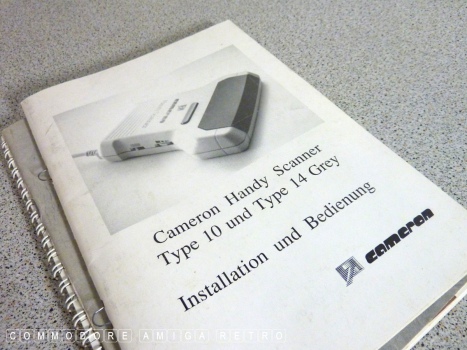 Cameron Handy Scanner
Type 10 und Type 14 Grey
Installation und Bedienung
cameron
COMMODORE AMIGA RETRO